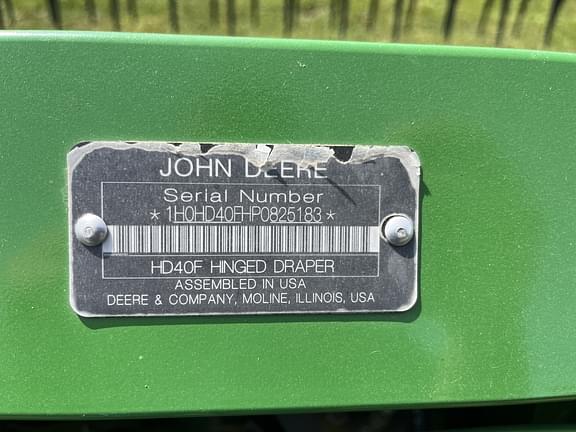 JOHN DEERE
Serial Number
*1H0HD40FHP0825183*
HD40F HINGED DRAPER
ASSEMBLED IN USA
DEERE & COMPANY, MOLINE, ILLINOIS, USA